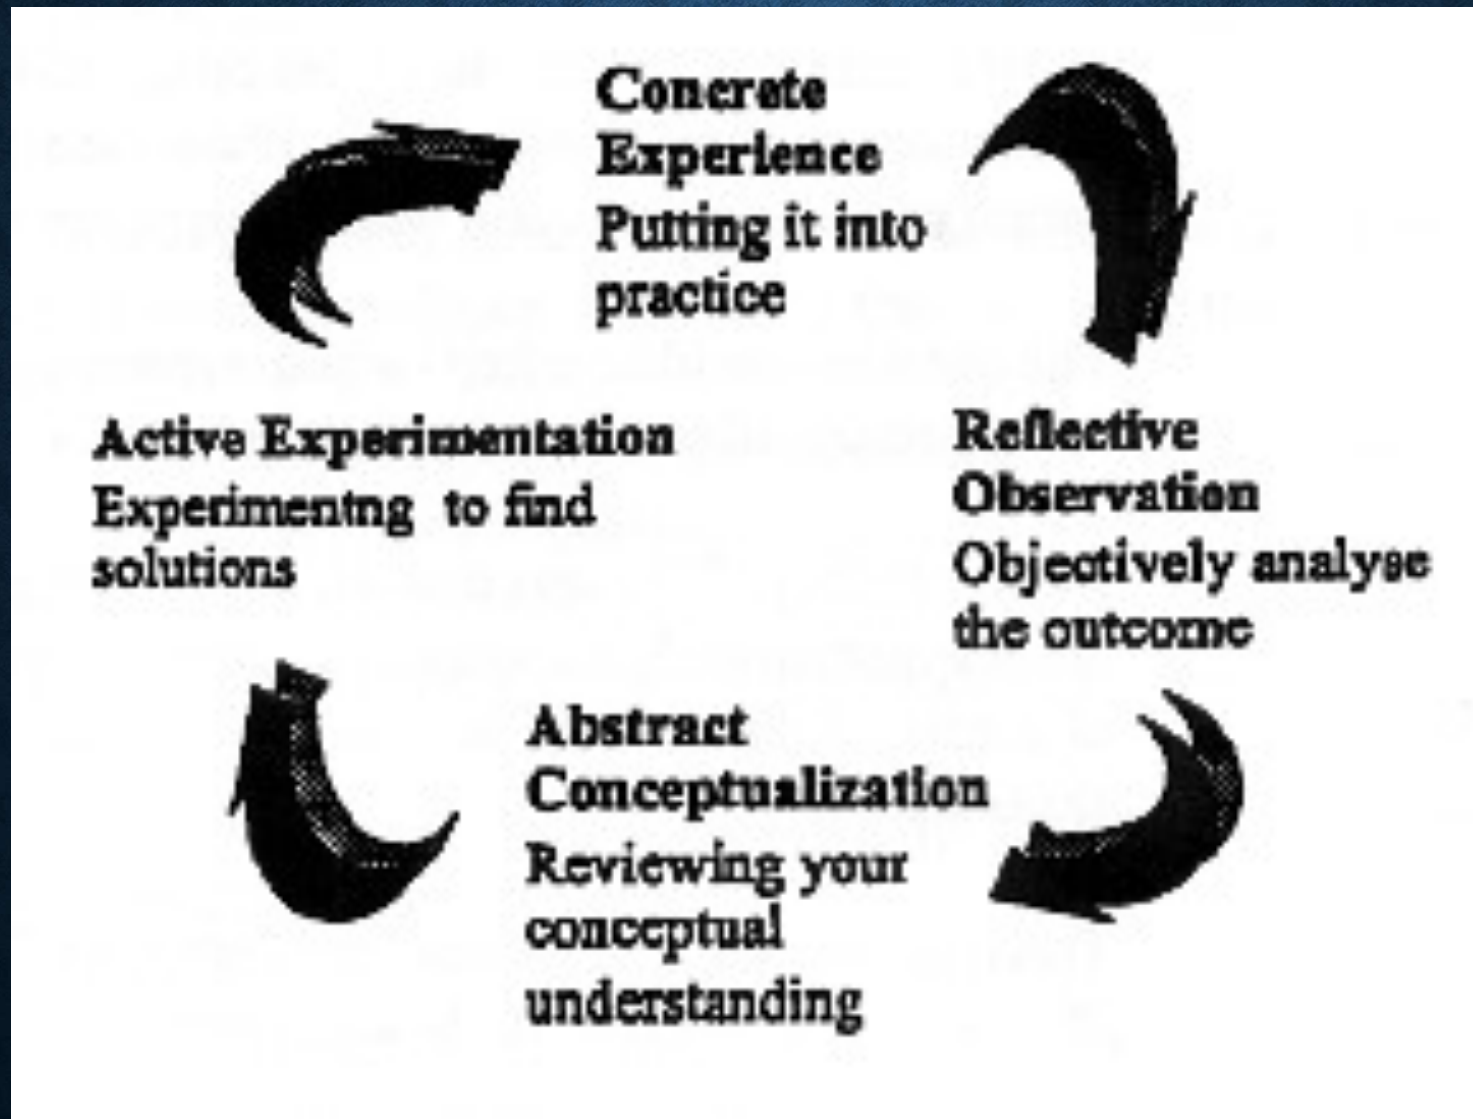 Concrete
Experience
Putting it into
practice
Reflective
Observation
Objectively analyse
the outcome
Abstract
Conceptualization
Reviewing your
conceptual
understanding
Active Experimentation
Experimentng to find
solutions